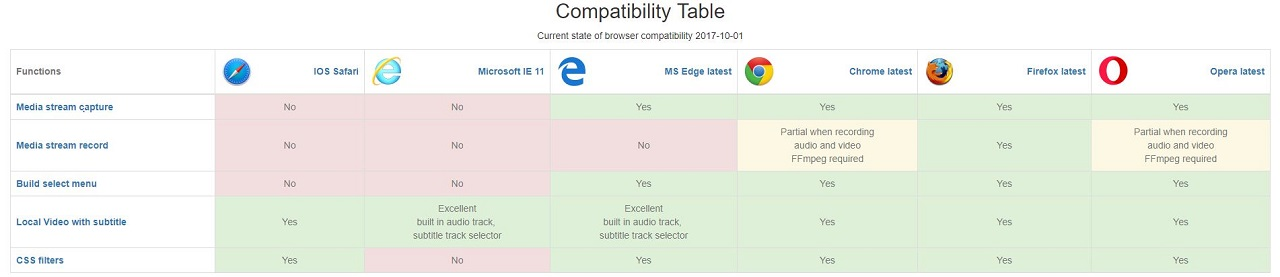 Compatibility Table
Current state of browser compatibility 2017-10-01
Functions IOS Safari Microsoft IE 11 MS Edge latest Chrome latest Firefox latest Opera latest
Media stream capture No No Yes Yes Yes Yes
Media stream record No No No Partial when recording Yes Partial when recording
audio and video audio and video
FFmpeg required FFmpeg required
Build select menu No No Yes Yes Yes Yes
Local Video with subtitle Yes Excellent Excellent Yes Yes Yes
built in audio track, built in audio track,
subtitle track selector subtitle track selector
CSS filters Yes No Yes Yes Yes Yes